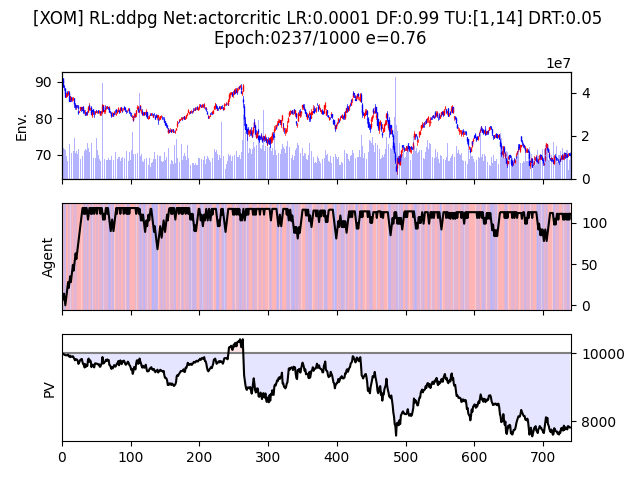 [XOM] RL:ddpg Net:actorcritic LR:0.0001 DF:0.99 TU:[1,14] DRT:0.05
Epoch:0237/1000 e=0.76
1e7
90
80
70
Env.
4
2
0
Agent
100
50
0
PV
10000
8000
0 100 200 300 400 500 600 700